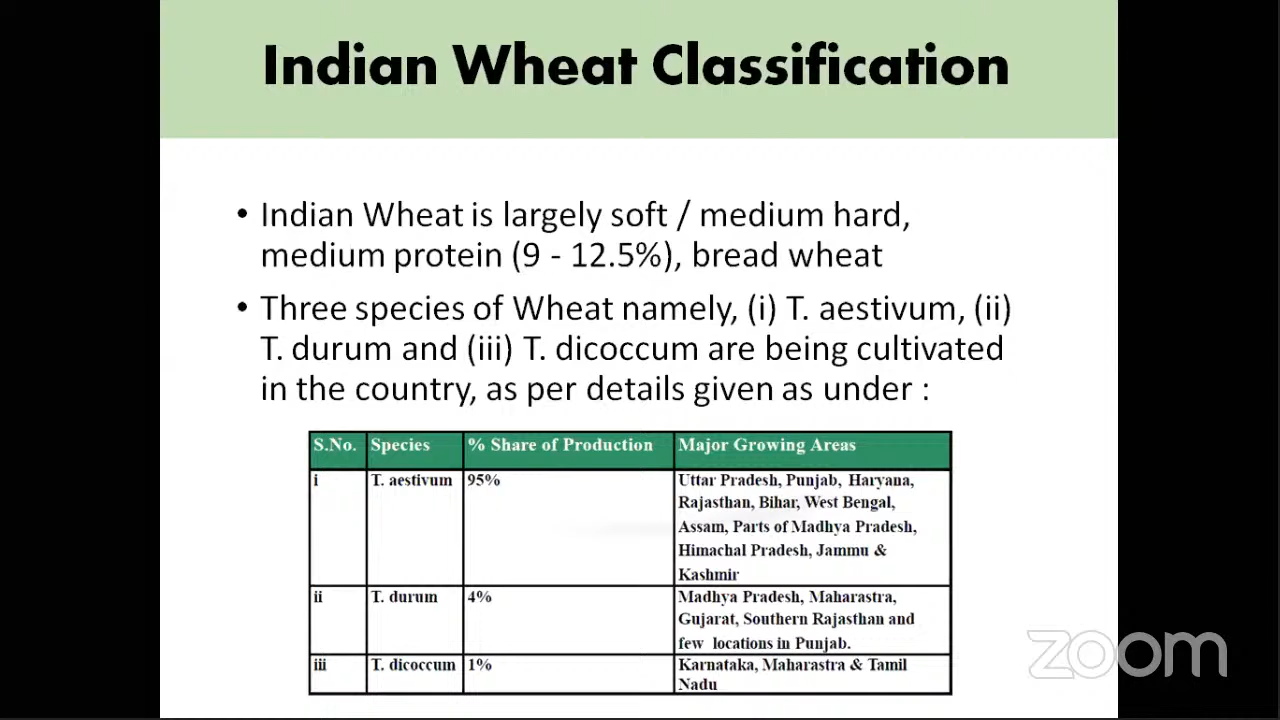 Indian Wheat Classification
• Indian Wheat is largely soft / medium hard,
medium protein (9 - 12.5%), bread wheat
• Three species of Wheat namely, (i) T. aestivum, (ii)
T. durum and (iii) T. dicoccum are being cultivated
in the country, as per details given as under :
S.No. Species % Share of Production Major Growing Areas
i T. aestivum 95% Uttar Pradesh, Punjab, Haryana,
Rajasthan, Bihar, West Bengal,
Assam, Parts of Madhya Pradesh,
Himachal Pradesh, Jammu &
Kashmir
ii T. durum 4% Madhya Pradesh, Maharastra,
Gujarat, Southern Rajasthan and
few locations in Punjab.
iii T. dicoccum 1% Karnataka, Maharastra & Tamil
Nadu
zoom